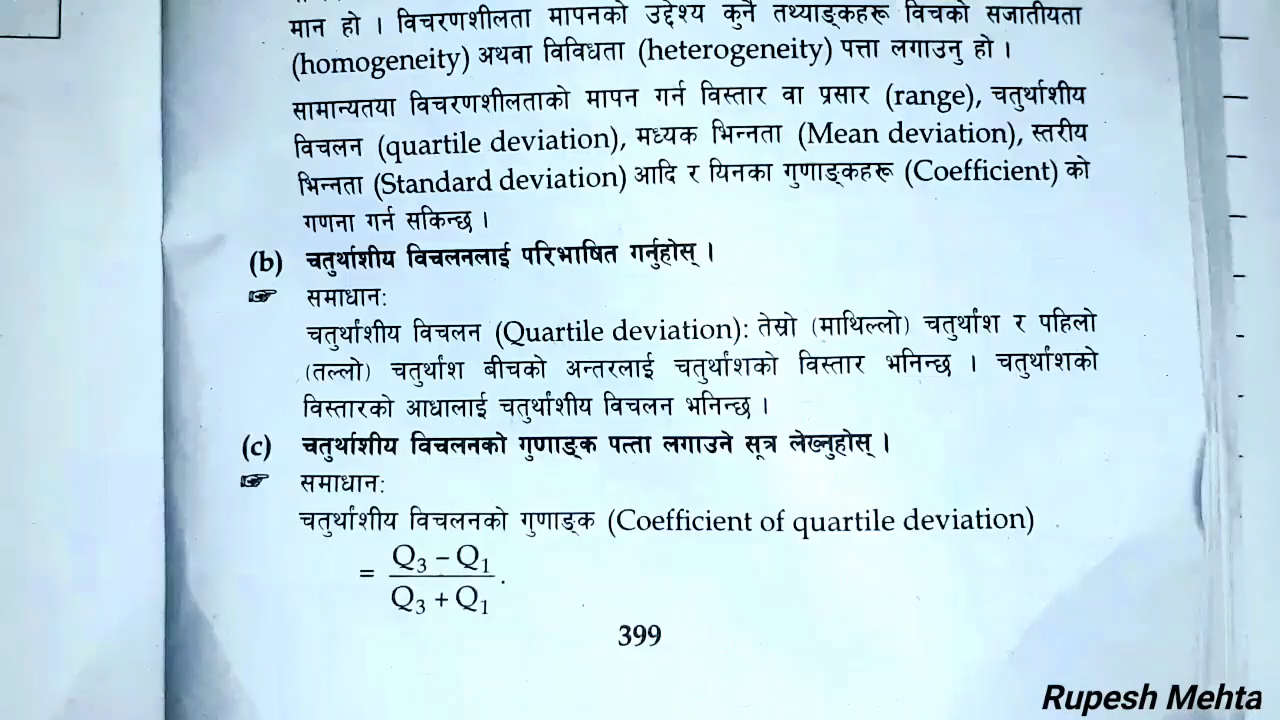 मान हो । विचरणशीलता मापनको उद्देश्य कुनै तथ्याङ्कहरू विचको सजातीयता
(homogeneity) अथवा विविधता (heterogeneity) पत्ता लगाउनु हो ।
सामान्यतया विचरणशीलताको मापन गर्न विस्तार वा प्रसार (range), चतुर्थाशीय
विचलन (quartile deviation), मध्यक भिन्नता (Mean deviation), स्तरीय
भिन्नता (Standard deviation) आदि र यिनका गुणाङ्कहरू (Coefficient) को
गणना गर्न सकिन्छ ।
(b) चतुर्थाशीय विचलनलाई परिभाषित गर्नुहोस् ।
☞ समाधान:
चतुर्थांशीय विचलन (Quartile deviation): तेस्रो (माथिल्लो) चतुर्थांश र पहिलो
(तल्लो) चतुर्थांश बीचको अन्तरलाई चतुर्थांशको विस्तार भनिन्छ । चतुर्थांशको
विस्तारको आधालाई चतुर्थांशीय विचलन भनिन्छ ।
(c) चतुर्थाशीय विचलनको गुणाङ्क पत्ता लगाउने सूत्र लेख्नुहोस् ।
☞ समाधान:
चतुर्थांशीय विचलनको गुणाङ्क (Coefficient of quartile deviation)
= Q₃ – Q₁
Q₃ + Q₁ .
399
Rupesh Mehta